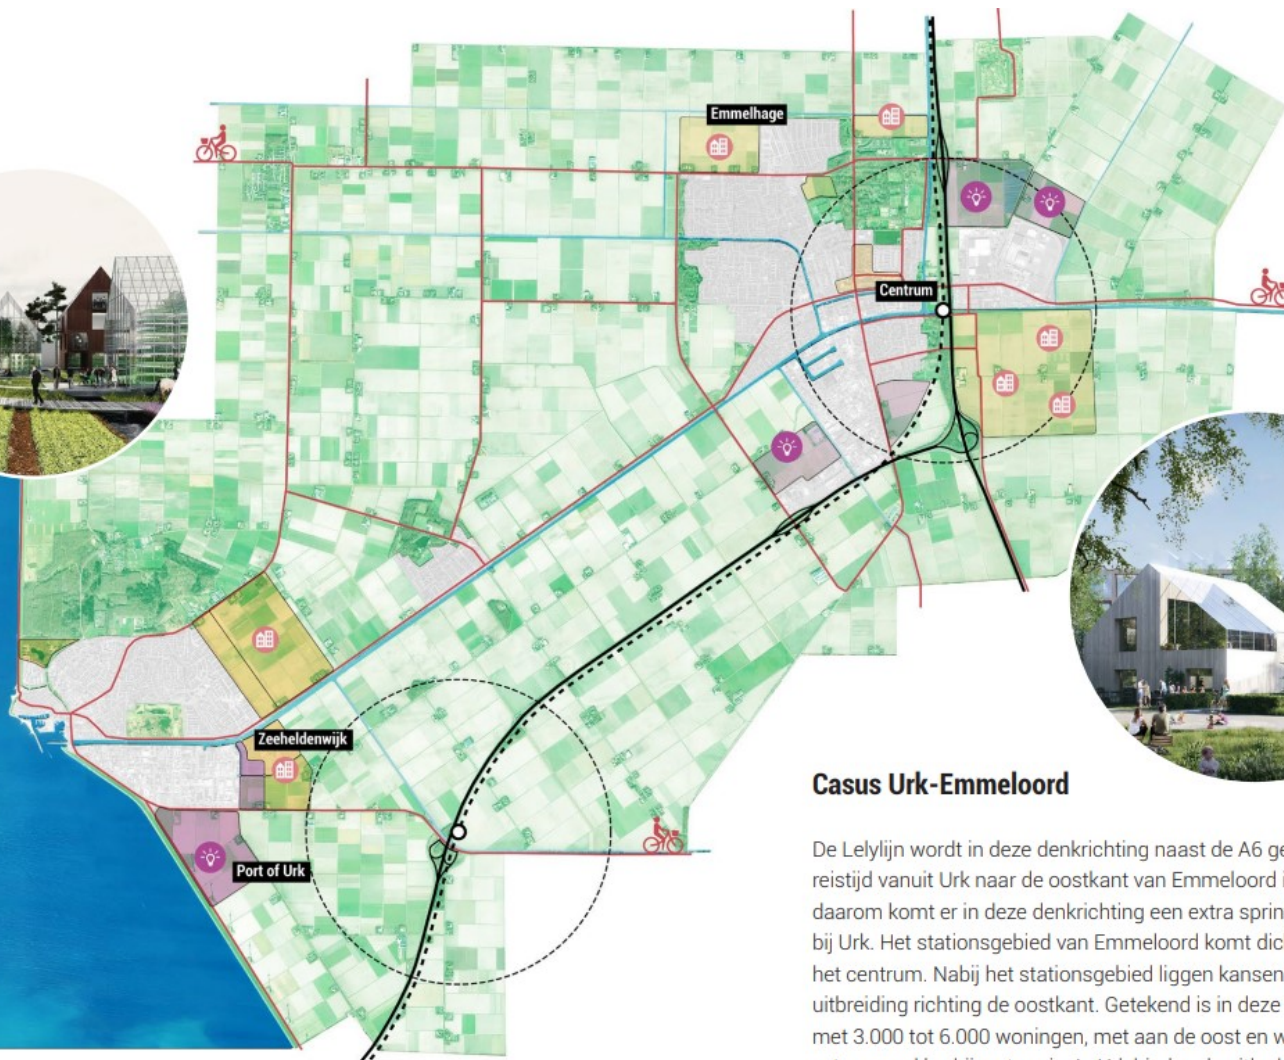 Emmelhage
Centrum
Zeeheldenwijk
Port of Urk
Casus Urk-Emmeloord
De Lelylijn wordt in deze denkrichting naast de A6
reistijd vanuit Urk naar de oostkant van Emmeloord
daarom komt er in deze denkrichting een extra
bij Urk. Het stationsgebied van Emmeloord komt
het centrum. Nabij het stationsgebied liggen kansen
uitbreiding richting de oostkant. Getekend is in deze
met 3.000 tot 6.000 woningen, met aan de oost en